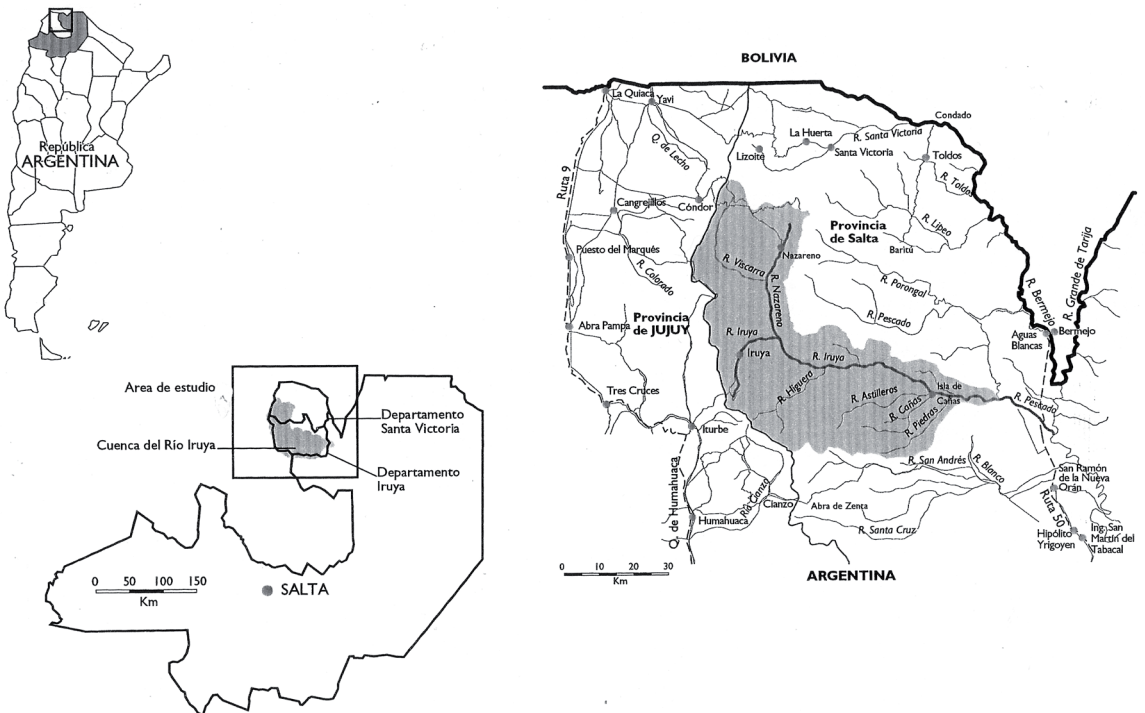 República
ARGENTINA
Area de estudio
Departamento
Santa Victoria
Cuenca del Río Iruya
Departamento
Iruya
0 50 100 150
Km
SALTA
BOLIVIA
La Quiaca
Yavi
Condado
La Huerta
R. Santa Victoria
Lizoite
Santa Victoría
Toldos
Q. de Lecho
R. Toldos
Ruta 9
Cangrejillos
Cóndor
R. Lipeo
Provincia
de Salta
Baritú
Puesto del Marqués
Nazareno
R. Viscarra
R. Colorado
R. Nazareno
R. Porongal
R. Bermejo
R. Grande de Tarija
Provincia
de JUJUY
R. Pescado
Abra Pampa
R. Iruya
Aguas
Blancas
Bermejo
Iruya
R. Iruya
Tres Cruces
R. Higuera
R. Astilleros
Isla de
Cañas
R. Cañas
R. Piedras
R. Pescado
Iturbe
R. San Andrés
R. Blanco
San Ramón
de la Nueva
Orán
Q. de Humahuaca
Río Cianzo
Cianzo
Abra de Zenta
Humahuaca
R. Santa Cruz
Ruta 50
Hipólito
Yrigoyen
Ing. San
Martín del
Tabacal
0 10 20 30
Km
ARGENTINA